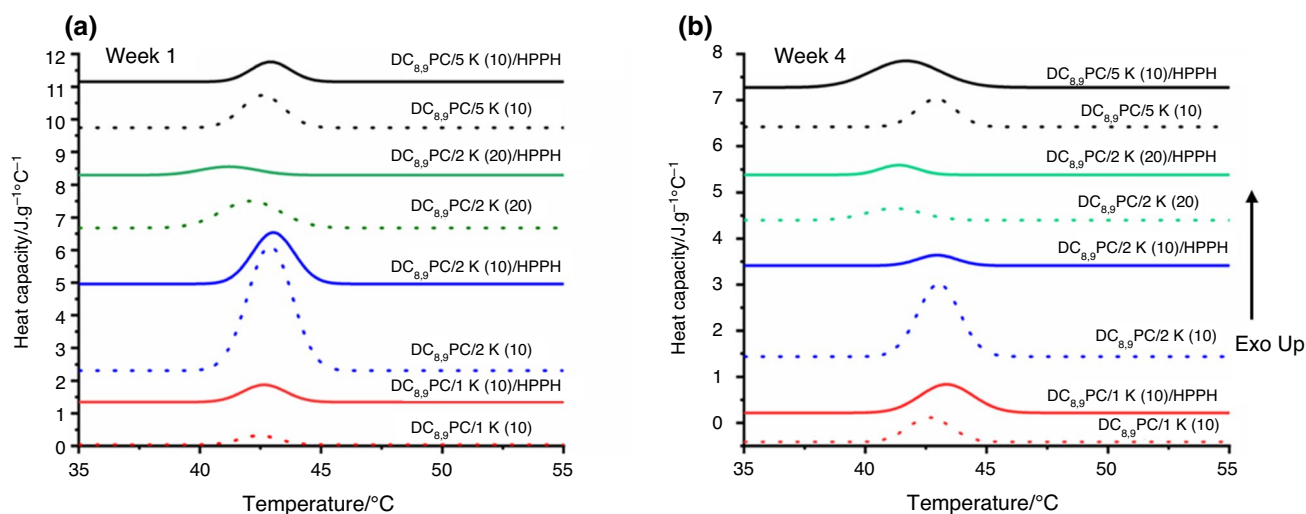 (a)
Week 1
12
11
10
9
8
7
6
5
4
3
2
1
0
Heat capacity/J.g⁻¹°C⁻¹
DC₈,₉PC/5 K (10)/HPPH
DC₈,₉PC/5 K (10)
DC₈,₉PC/2 K (20)/HPPH
DC₈,₉PC/2 K (20)
DC₈,₉PC/2 K (10)/HPPH
DC₈,₉PC/2 K (10)
DC₈,₉PC/1 K (10)/HPPH
DC₈,₉PC/1 K (10)
35 40 45 50 55
Temperature/°C
(b)
Week 4
8
7
6
5
4
3
2
1
0
Heat capacity/J.g⁻¹°C⁻¹
DC₈,₉PC/5 K (10)/HPPH
DC₈,₉PC/5 K (10)
DC₈,₉PC/2 K (20)/HPPH
DC₈,₉PC/2 K (20)
DC₈,₉PC/2 K (10)/HPPH
DC₈,₉PC/2 K (10)
DC₈,₉PC/1 K (10)/HPPH
DC₈,₉PC/1 K (10)
35 40 45 50 55
Temperature/°C
Exo Up